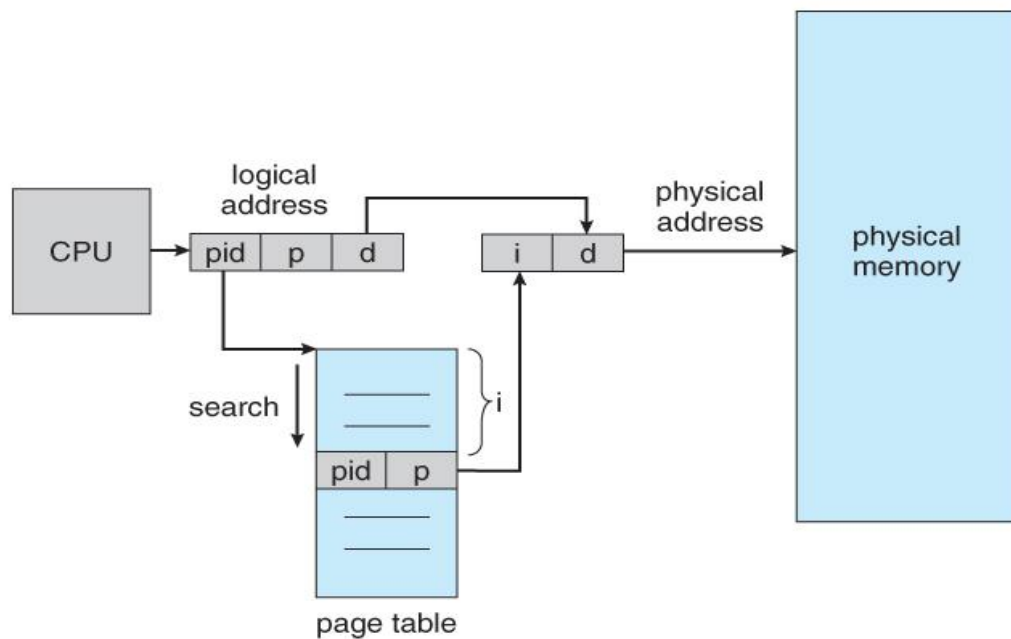 logical
address
physical
address
CPU
pid p d
i d
physical
memory
search
i
pid p
page table